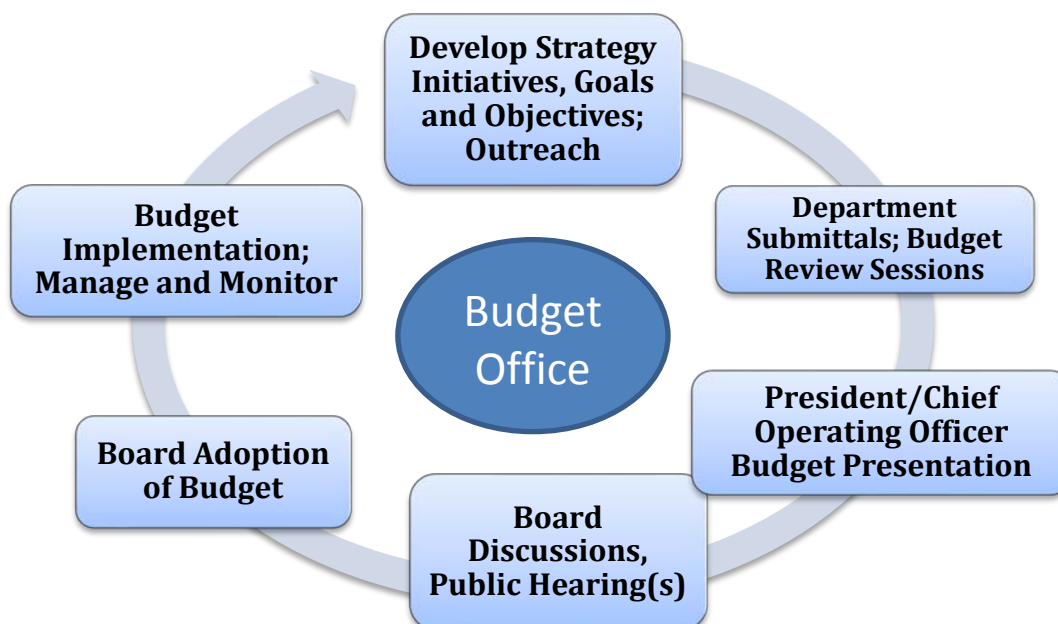 Develop Strategy
Initiatives, Goals
and Objectives;
Outreach
Department
Submittals; Budget
Review Sessions
President/Chief
Operating Officer
Budget Presentation
Board
Discussions,
Public Hearing(s)
Board Adoption
of Budget
Budget
Implementation;
Manage and Monitor
Budget
Office